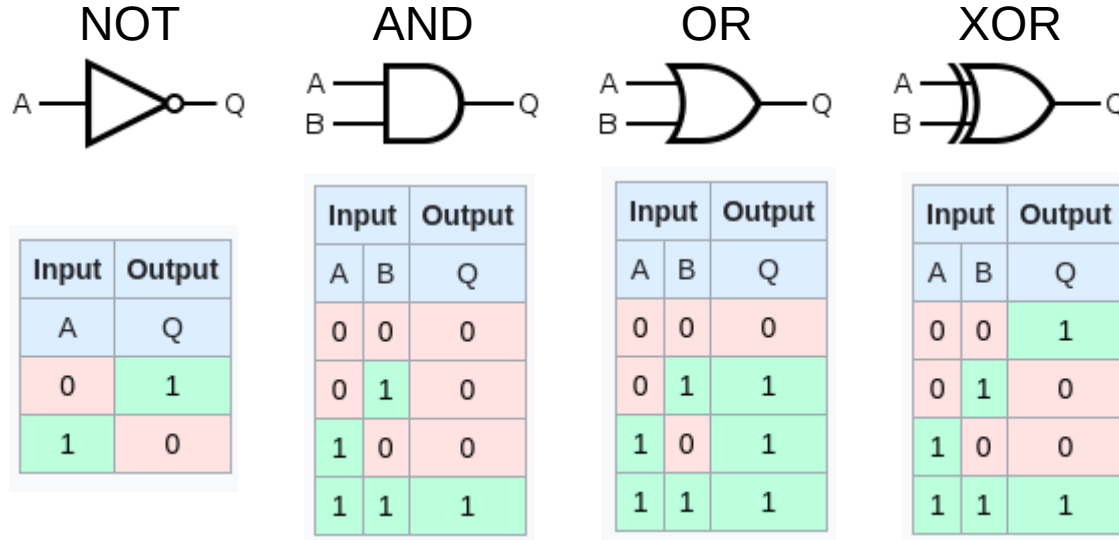 NOT AND OR XOR
A Q A Q A Q A Q
B B B
Input Output
A Q
0 1
1 0
Input Output
A B Q
0 0 0
0 1 0
1 0 0
1 1 1
Input Output
A B Q
0 0 0
0 1 1
1 0 1
1 1 1
Input Output
A B Q
0 0 1
0 1 0
1 0 0
1 1 1